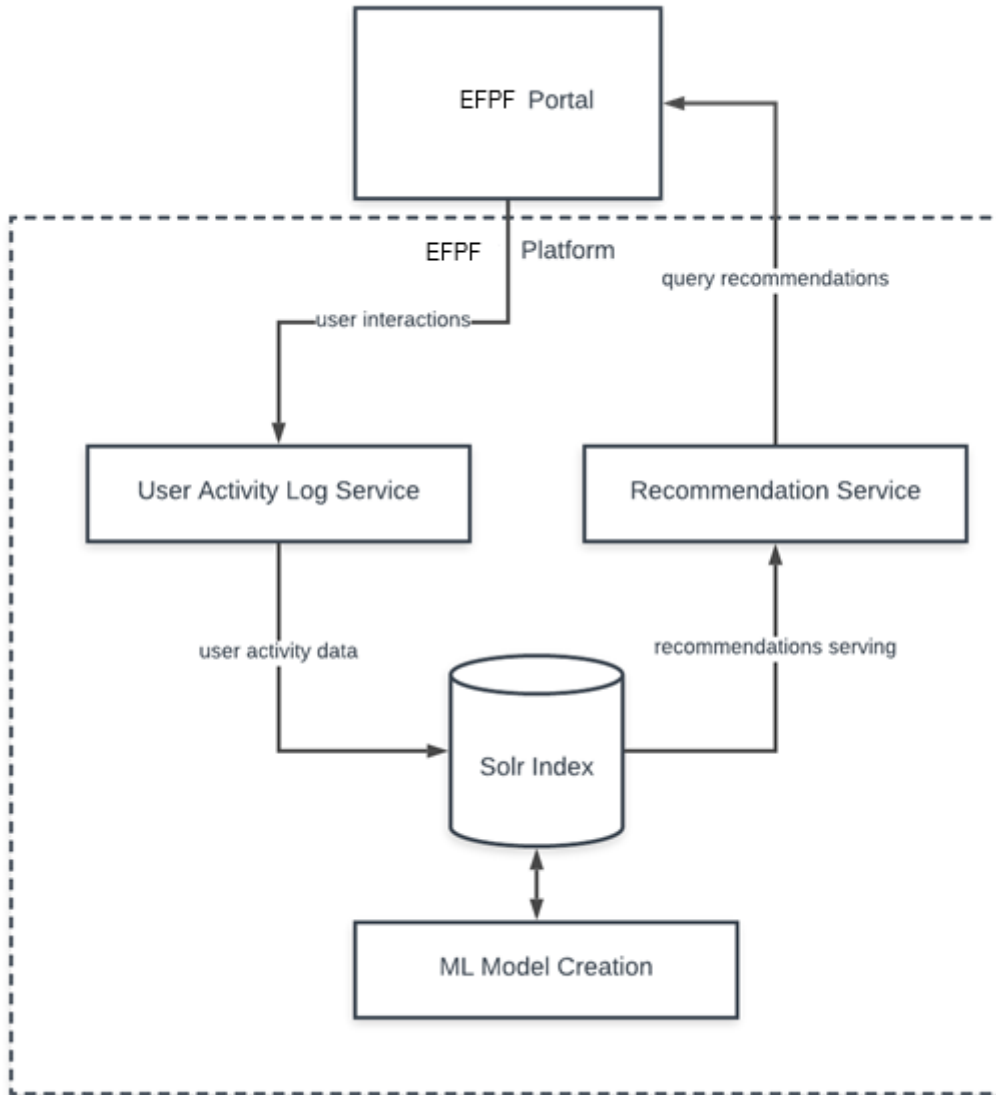 EFPF Portal
EFPF Platform
query recommendations
user interactions
User Activity Log Service
Recommendation Service
user activity data
recommendations serving
Solr Index
ML Model Creation